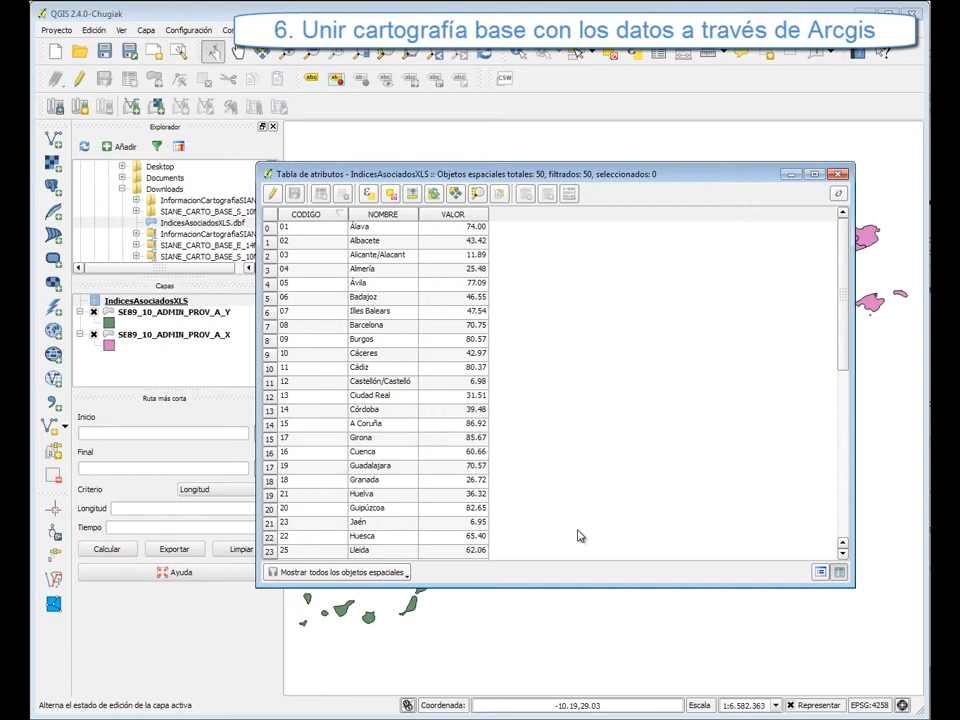 QGIS 2.4.0-Chugiak
6. Unir cartografía base con los datos a través de Arcgis
Proyecto Edición Ver Capa Configuración
abc
CSW
Explorador
Añadir
Desktop
Documents
Downloads
InformacionCartografiaSIAN
SIANE_CARTO_BASE_S_10M
IndicesAsociadosXLS.dbf
InformacionCartografiaSIAN
SIANE_CARTO_BASE_E_14M
SIANE_CARTO_BASE_S_10M
Capas
IndicesAsociadosXLS
SE89_10_ADMIN_PROV_A_Y
SE89_10_ADMIN_PROV_A_X
Ruta más corta
Inicio
Final
Criterio Longitud
Longitud
Tiempo
Calcular Exportar Limpiar
Ayuda
Tabla de atributos - IndicesAsociadosXLS :: Objetos espaciales totales: 50, filtrados: 50, seleccionados: 0
CODIGO NOMBRE VALOR
0 01 Álava 74.00
1 02 Albacete 43.42
2 03 Alicante/Alacant 11.89
3 04 Almería 25.48
4 05 Ávila 77.09
5 06 Badajoz 46.55
6 07 Illes Balears 47.54
7 08 Barcelona 70.75
8 09 Burgos 80.57
9 10 Cáceres 42.97
10 11 Cádiz 80.37
11 12 Castellón/Castelló 6.98
12 13 Ciudad Real 31.51
13 14 Córdoba 39.48
14 15 A Coruña 86.92
15 17 Girona 85.67
16 16 Cuenca 60.66
17 19 Guadalajara 70.57
18 18 Granada 26.72
19 21 Huelva 36.32
20 20 Guipúzcoa 82.65
21 23 Jaén 6.95
22 22 Huesca 65.40
23 25 Lleida 62.06
Mostrar todos los objetos espaciales
Alterna el estado de edición de la capa activa
Coordenada: -10.19,29.03 Escala 1:6.582.363 Representar EPSG:4258